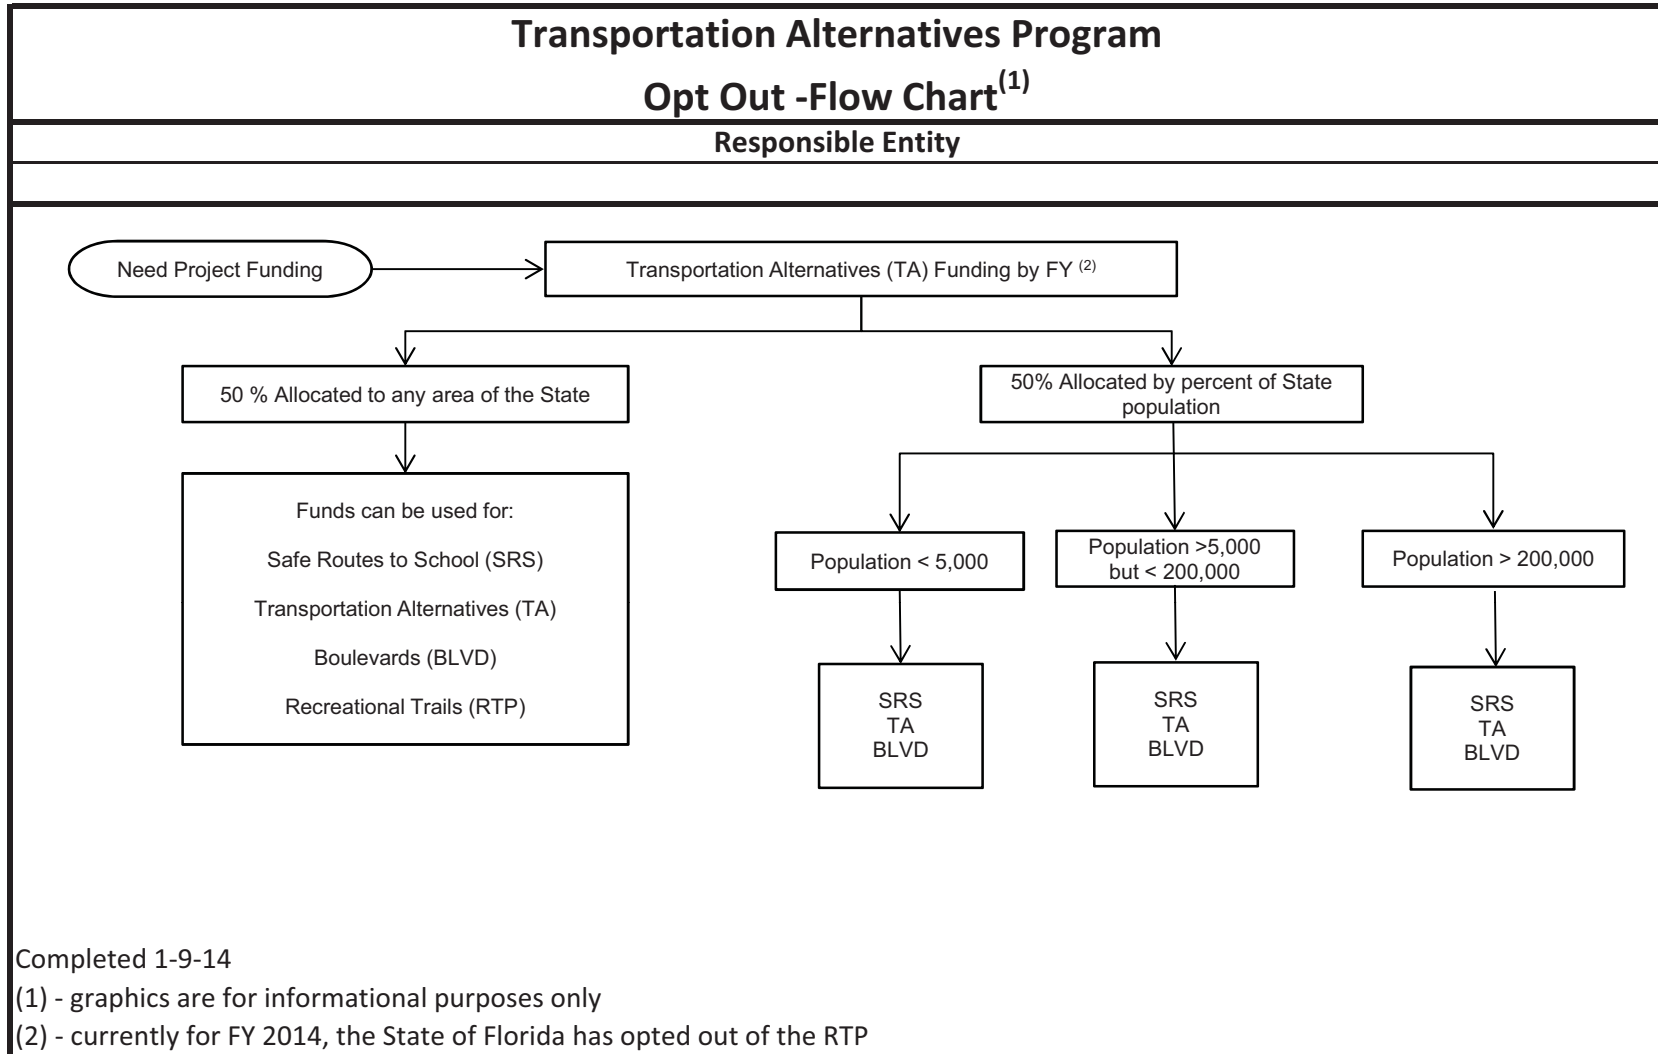 Transportation Alternatives Program
Opt Out -Flow Chart(1)
Responsible Entity
Need Project Funding
Transportation Alternatives (TA) Funding by FY (2)
50 % Allocated to any area of the State
50% Allocated by percent of State
population
Funds can be used for:
Safe Routes to School (SRS)
Transportation Alternatives (TA)
Boulevards (BLVD)
Recreational Trails (RTP)
Population < 5,000
Population >5,000
but < 200,000
Population > 200,000
SRS
TA
BLVD
SRS
TA
BLVD
SRS
TA
BLVD
Completed 1-9-14
(1) - graphics are for informational purposes only
(2) - currently for FY 2014, the State of Florida has opted out of the RTP